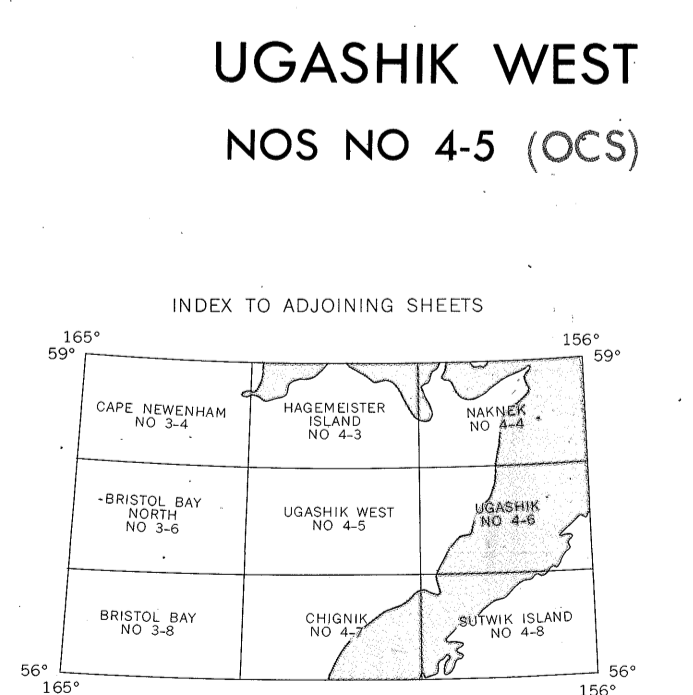 UGASHIK WEST
NOS NO 4-5 (OCS)
INDEX TO ADJOINING SHEETS
165°
156°
59°
59°
CAPE NEWENHAM
NO 3-4
HAGEMEISTER
ISLAND
NO 4-3
NAKNEK
NO 4-4
-BRISTOL BAY
NORTH
NO 3-6
UGASHIK WEST
NO 4-5
UGASHIK
NO 4-6
BRISTOL BAY
NO 3-8
CHIGNIK
NO 4-7
SUTWIK ISLAND
NO 4-8
56°
56°
165°
156°